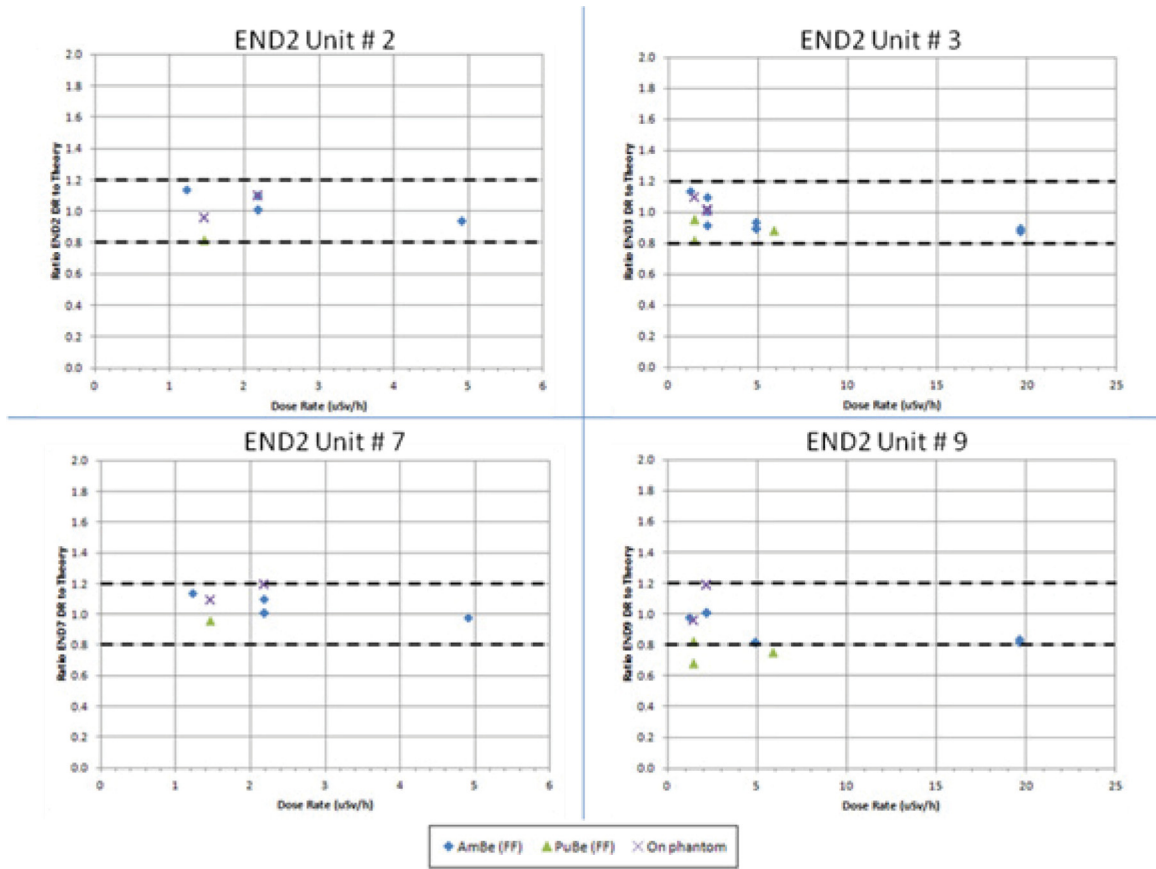 END2 Unit # 2
Ratio END2 DR to Theory
2.0
1.8
1.6
1.4
1.2
1.0
0.8
0.6
0.4
0.2
0.0
0 1 2 3 4 5 6
Dose Rate (uSv/h)
END2 Unit # 3
Ratio END3 DR to Theory
2.0
1.8
1.6
1.4
1.2
1.0
0.8
0.6
0.4
0.2
0.0
0 5 10 15 20 25
Dose Rate (uSv/h)
END2 Unit # 7
Ratio END7 DR to Theory
2.0
1.8
1.6
1.4
1.2
1.0
0.8
0.6
0.4
0.2
0.0
0 1 2 3 4 5 6
Dose Rate (uSv/h)
END2 Unit # 9
Ratio END9 DR to Theory
2.0
1.8
1.6
1.4
1.2
1.0
0.8
0.6
0.4
0.2
0.0
0 5 10 15 20 25
Dose Rate (uSv/h)
AmBe (FF) PuBe (FF) On phantom